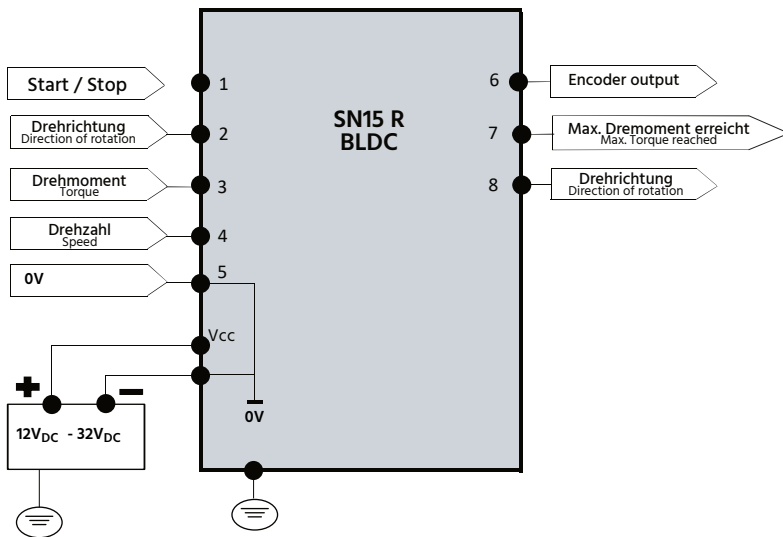 Start / Stop
1
Drehrichtung
Direction of rotation
2
Drehmoment
Torque
3
Drehzahl
Speed
4
0V
5
Vcc
+
–
12VDC - 32VDC
0V
SN15 R
BLDC
6
Encoder output
7
Max. Dremoment erreicht
Max. Torque reached
8
Drehrichtung
Direction of rotation